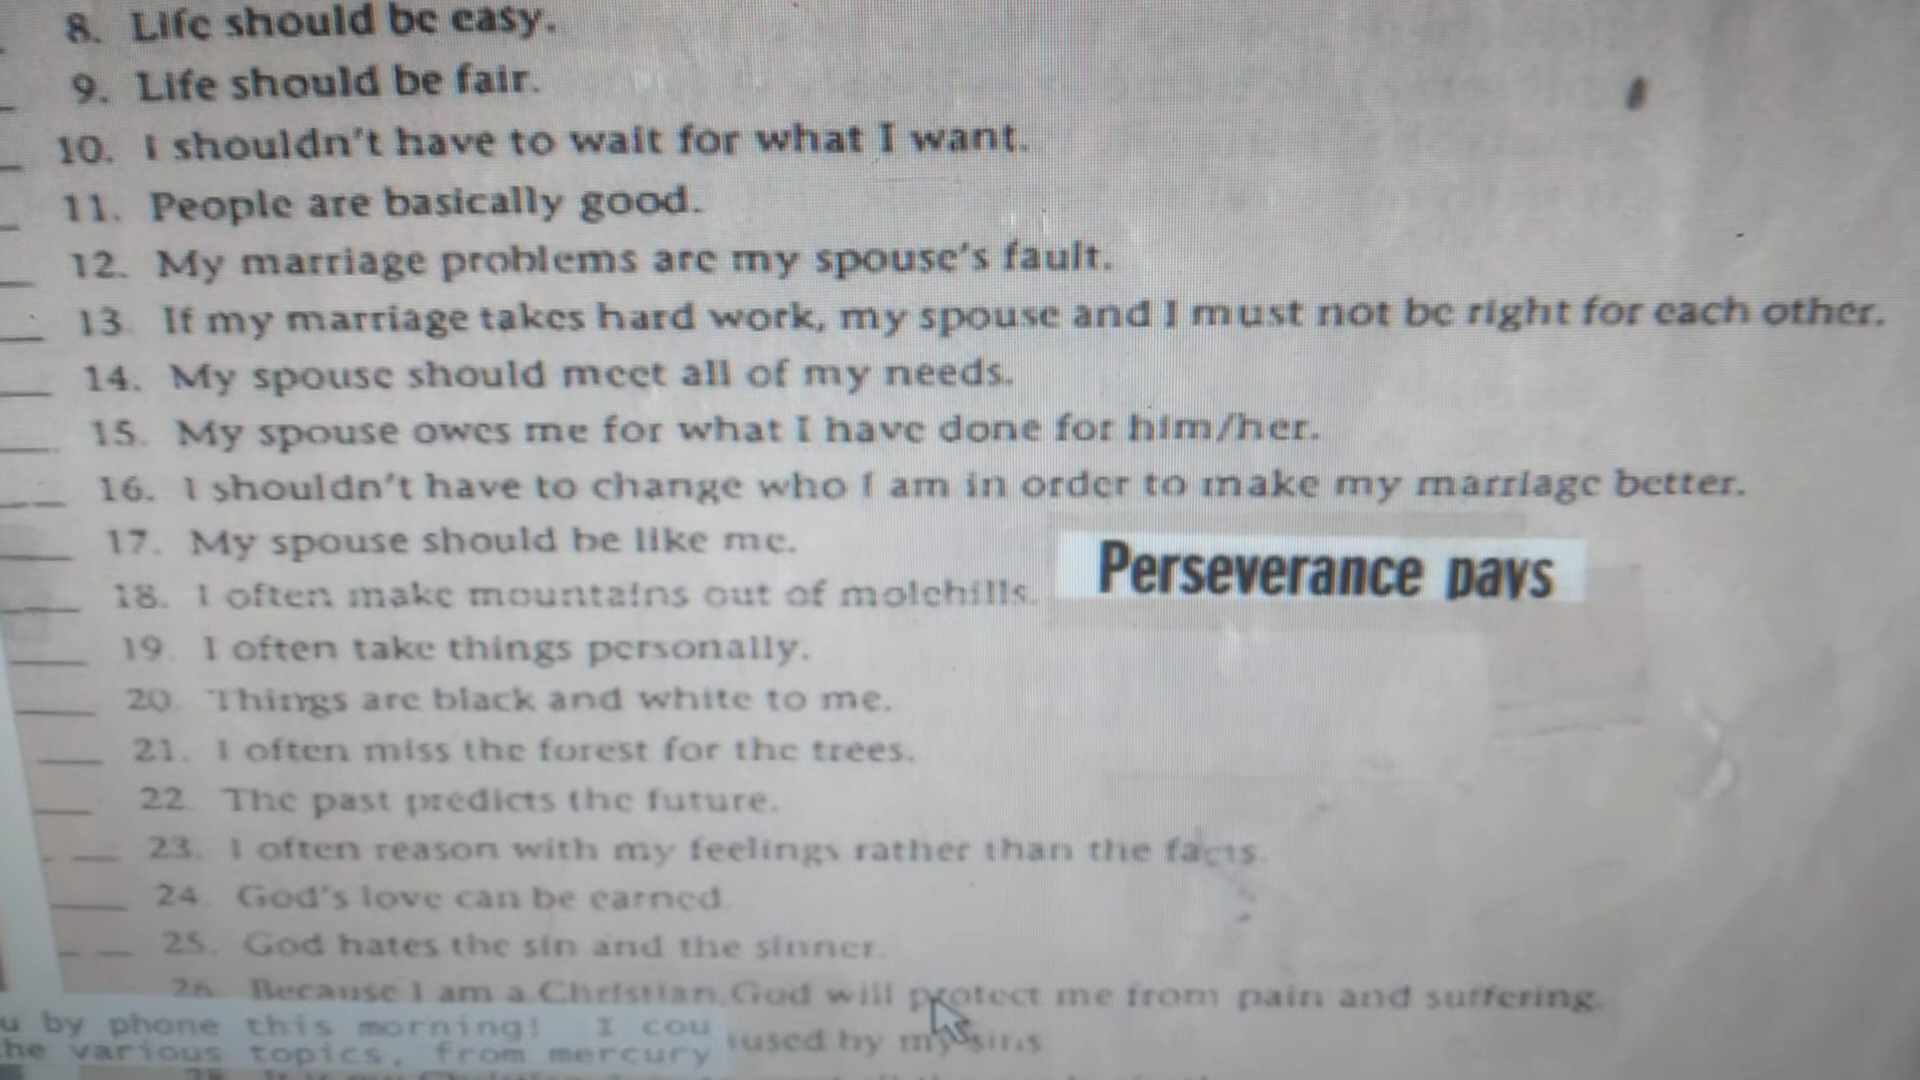 8. Life should be easy.
9. Life should be fair.
10. I shouldn't have to wait for what I want.
11. People are basically good.
12. My marriage problems are my spouse's fault.
13. If my marriage takes hard work, my spouse and I must not be right for each other.
14. My spouse should meet all of my needs.
15. My spouse owes me for what I have done for him/her.
16. I shouldn't have to change who I am in order to make my marriage better.
17. My spouse should be like me.
Perseverance pays
18. I often make mountains out of molehills.
19. I often take things personally.
20. Things are black and white to me.
21. I often miss the forest for the trees.
22. The past predicts the future.
23. I often reason with my feelings rather than the facts.
24. God's love can be earned.
25. God hates the sin and the sinner.
26. Because I am a Christian, God will protect me from pain and suffering.
u by phone this morning! I cou
he various topics, from mercury
used by my sins